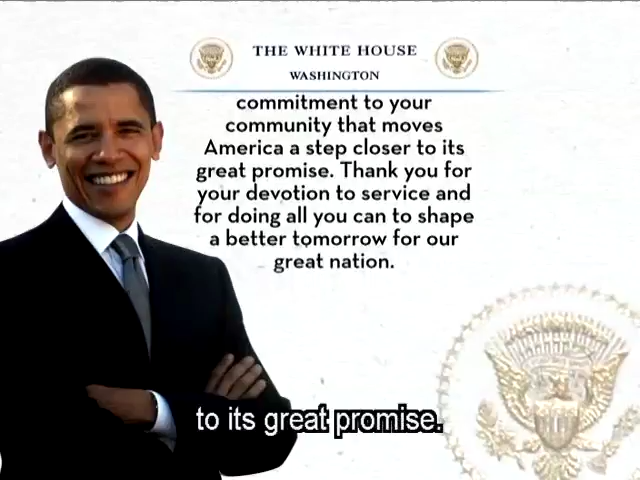 THE WHITE HOUSE
WASHINGTON
commitment to your
community that moves
America a step closer to its
great promise. Thank you for
your devotion to service and
for doing all you can to shape
a better tomorrow for our
great nation.
to its great promise.